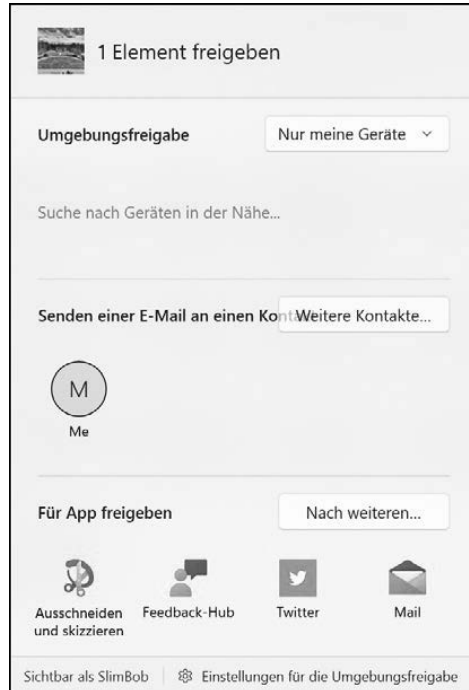 1 Element freigeben
Umgebungsfreigabe
Nur meine Geräte
Suche nach Geräten in der Nähe...
Senden einer E-Mail an einen Kontakt
Weitere Kontakte...
M
Me
Für App freigeben
Nach weiteren...
Ausschneiden
und skizzieren
Feedback-Hub
Twitter
Mail
Sichtbar als SlimBob
Einstellungen für die Umgebungsfreigabe